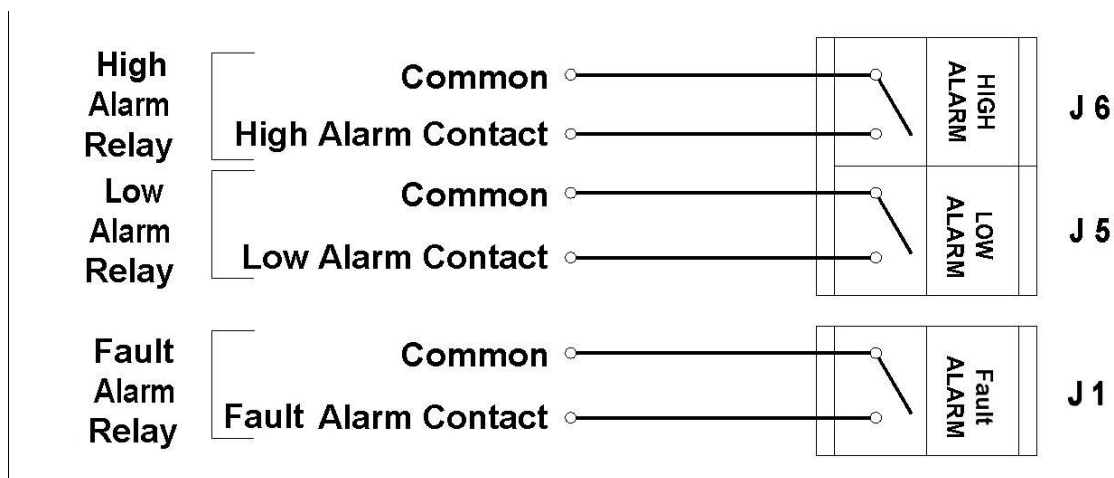 High
Alarm
Relay
Common
High Alarm Contact
HIGH
ALARM
J 6
Low
Alarm
Relay
Common
Low Alarm Contact
LOW
ALARM
J 5
Fault
Alarm
Relay
Common
Fault Alarm Contact
Fault
ALARM
J 1